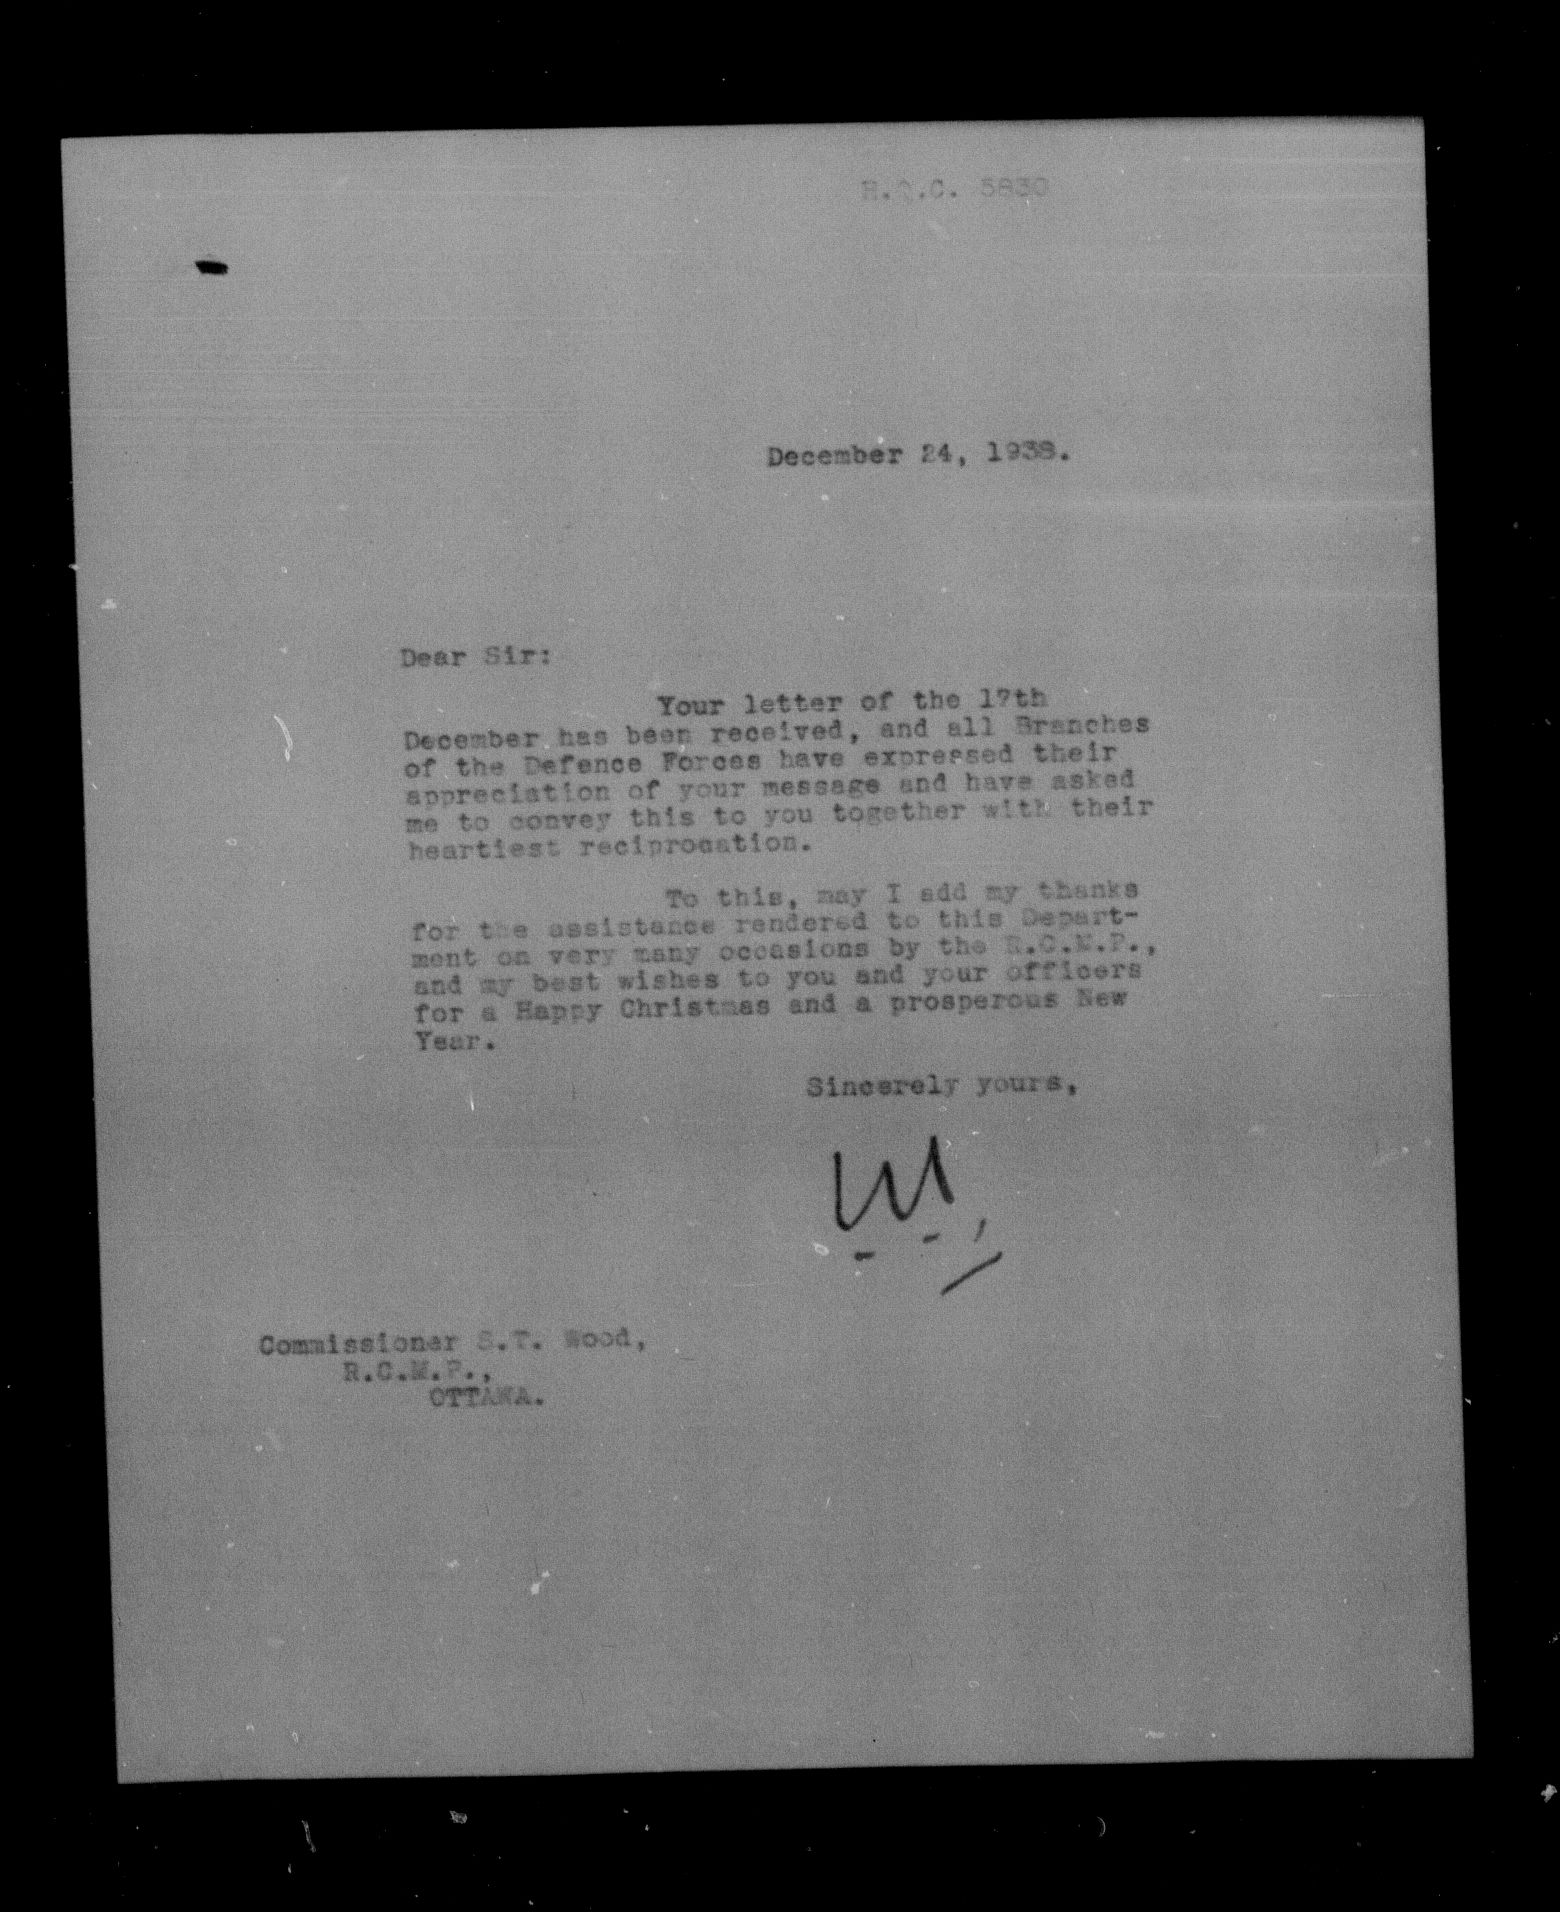 H.Q.C. 5830
December 24, 1938.
Dear Sir:
Your letter of the 17th
December has been received, and all Branches
of the Defence Forces have expressed their
appreciation of your message and have asked
me to convey this to you together with their
heartiest reciprocation.
To this, may I add my thanks
for the assistance rendered to this Depart-
ment on very many occasions by the R.C.M.P.,
and my best wishes to you and your officers
for a Happy Christmas and a prosperous New
Year.
Sincerely yours,
Commissioner S.T. Wood,
R.C.M.P.,
OTTAWA.